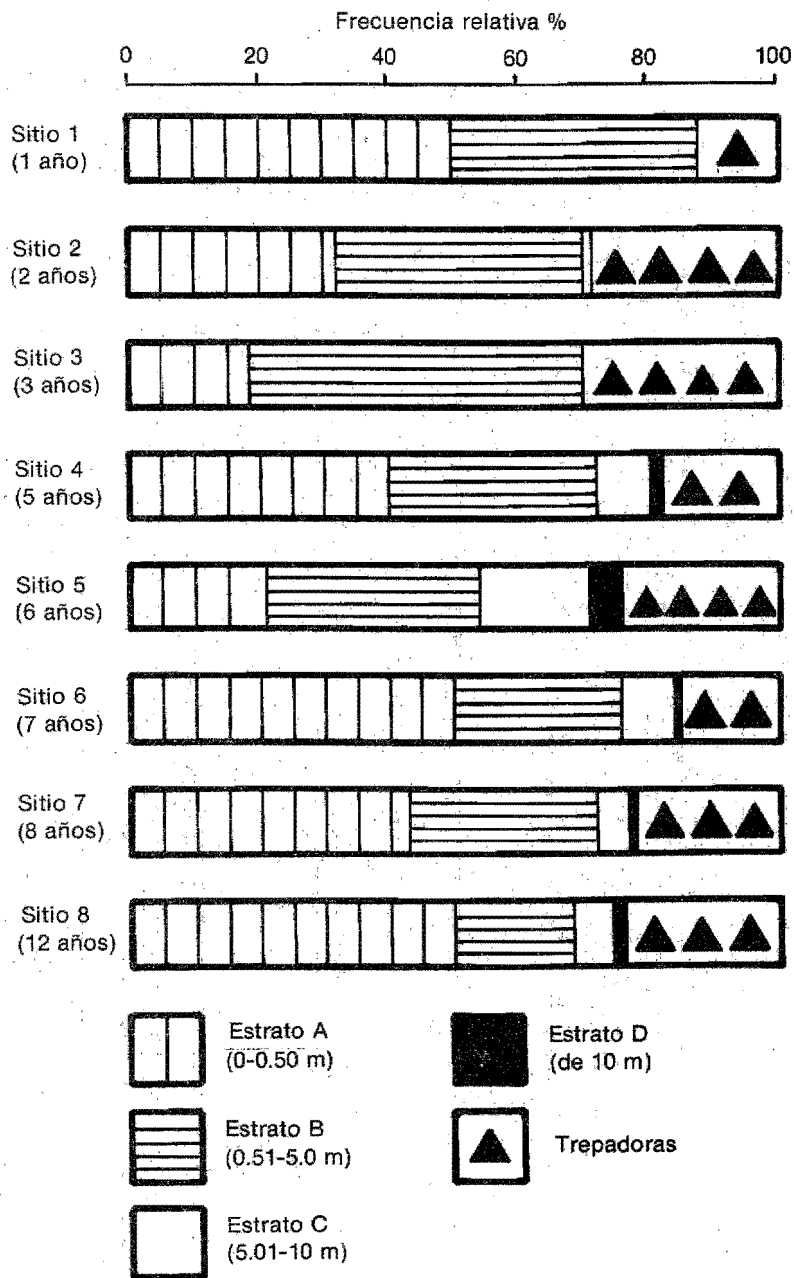 Frecuencia relativa %
0 20 40 60 80 100
Sitio 1
(1 año)
Sitio 2
(2 años)
Sitio 3
(3 años)
Sitio 4
(5 años)
Sitio 5
(6 años)
Sitio 6
(7 años)
Sitio 7
(8 años)
Sitio 8
(12 años)
Estrato A
(0-0.50 m)
Estrato B
(0.51-5.0 m)
Estrato C
(5.01-10 m)
Estrato D
(de 10 m)
Trepadoras